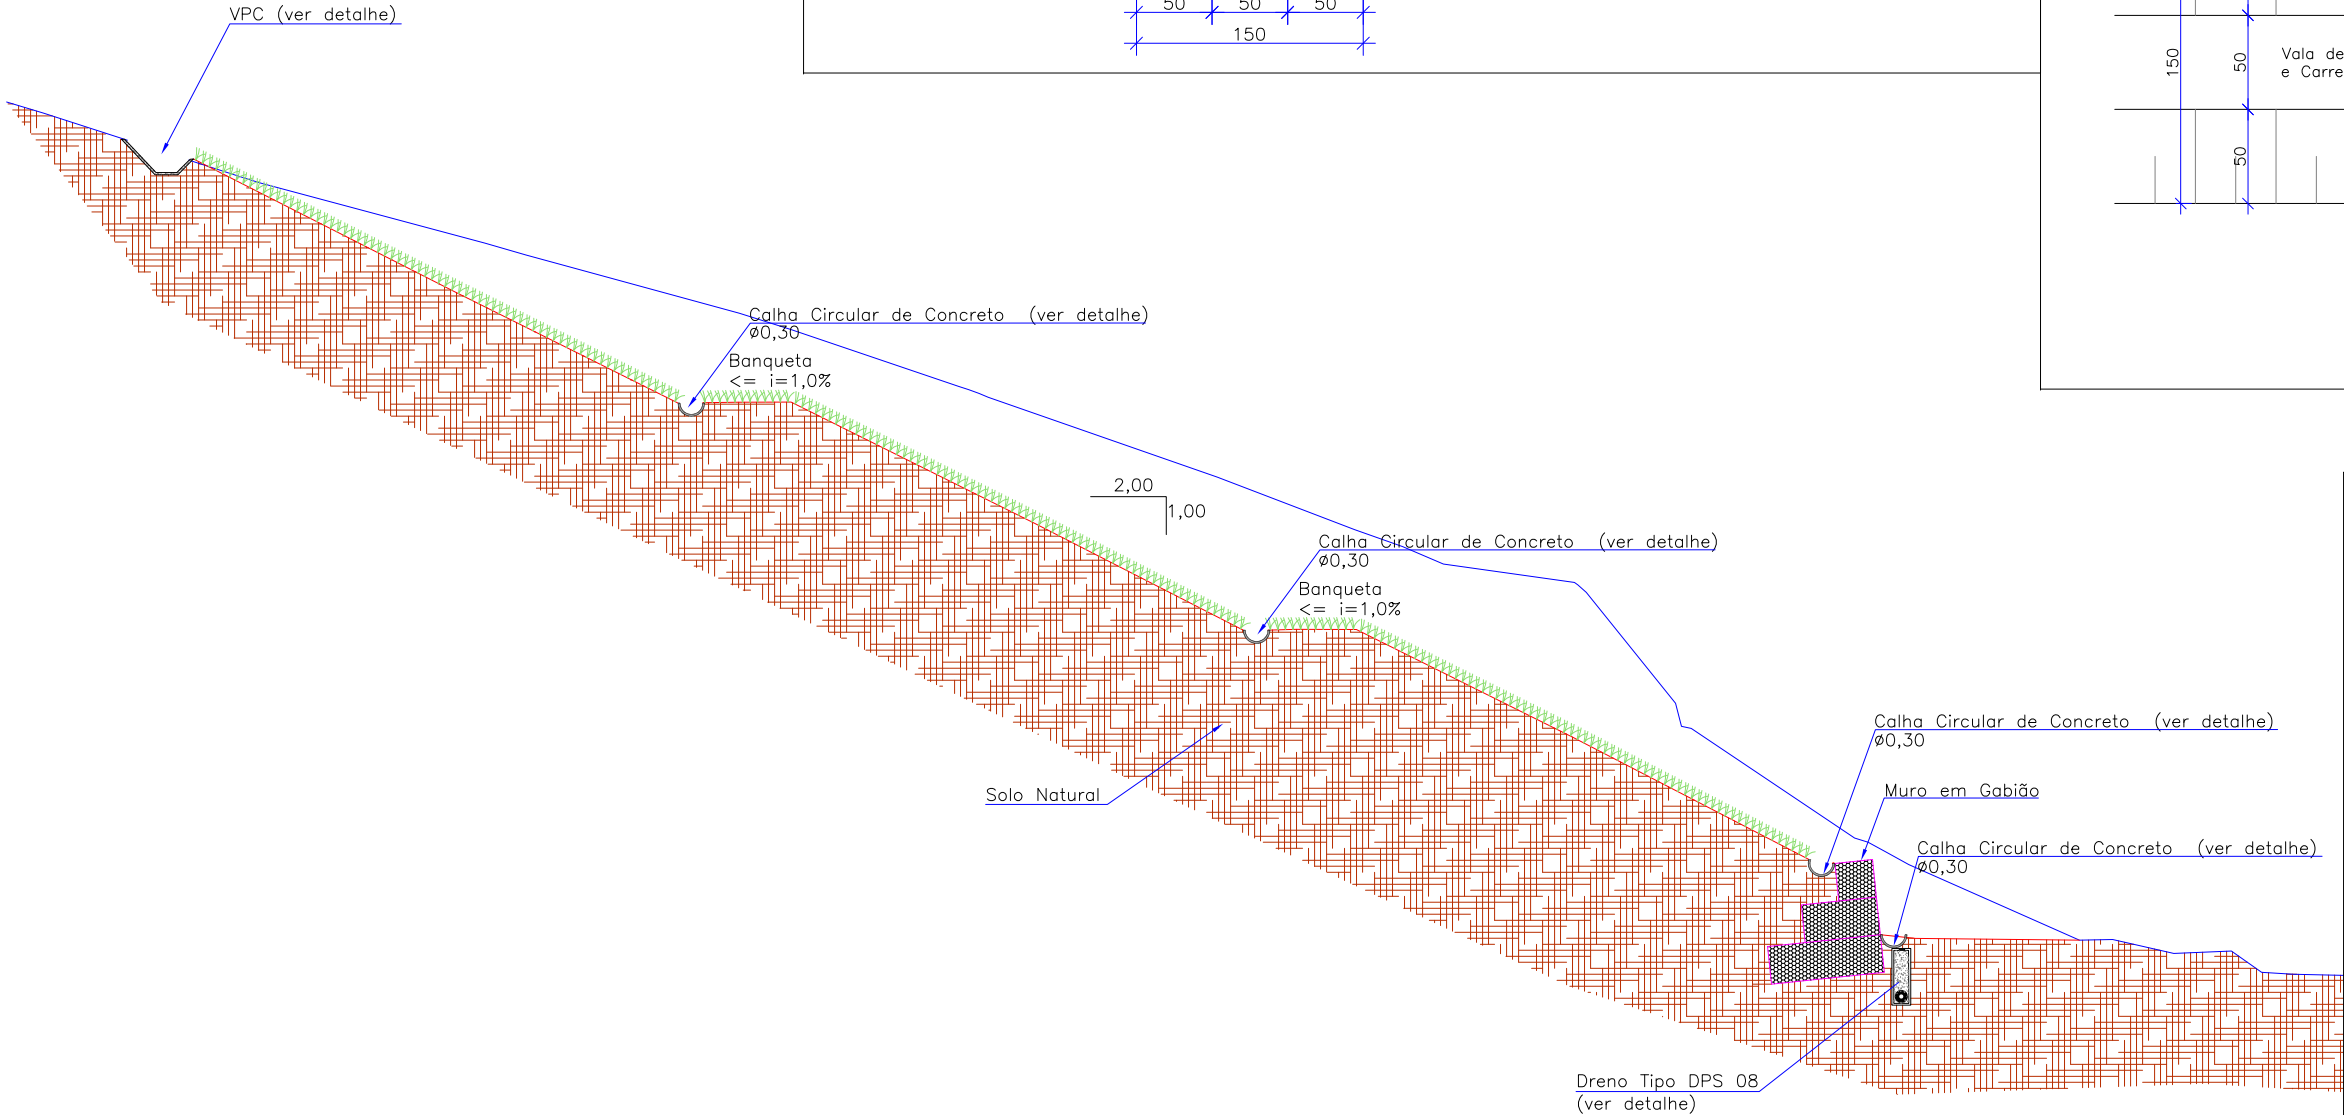 VPC (ver detalhe)
50 50 50
150
150
50
50
Vala de
e Carre
Calha Circular de Concreto (ver detalhe)
ø0,30
Banqueta
<= i=1,0%
2,00
1,00
Calha Circular de Concreto (ver detalhe)
ø0,30
Banqueta
<= i=1,0%
Calha Circular de Concreto (ver detalhe)
ø0,30
Solo Natural
Muro em Gabião
Calha Circular de Concreto (ver detalhe)
ø0,30
Dreno Tipo DPS 08
(ver detalhe)